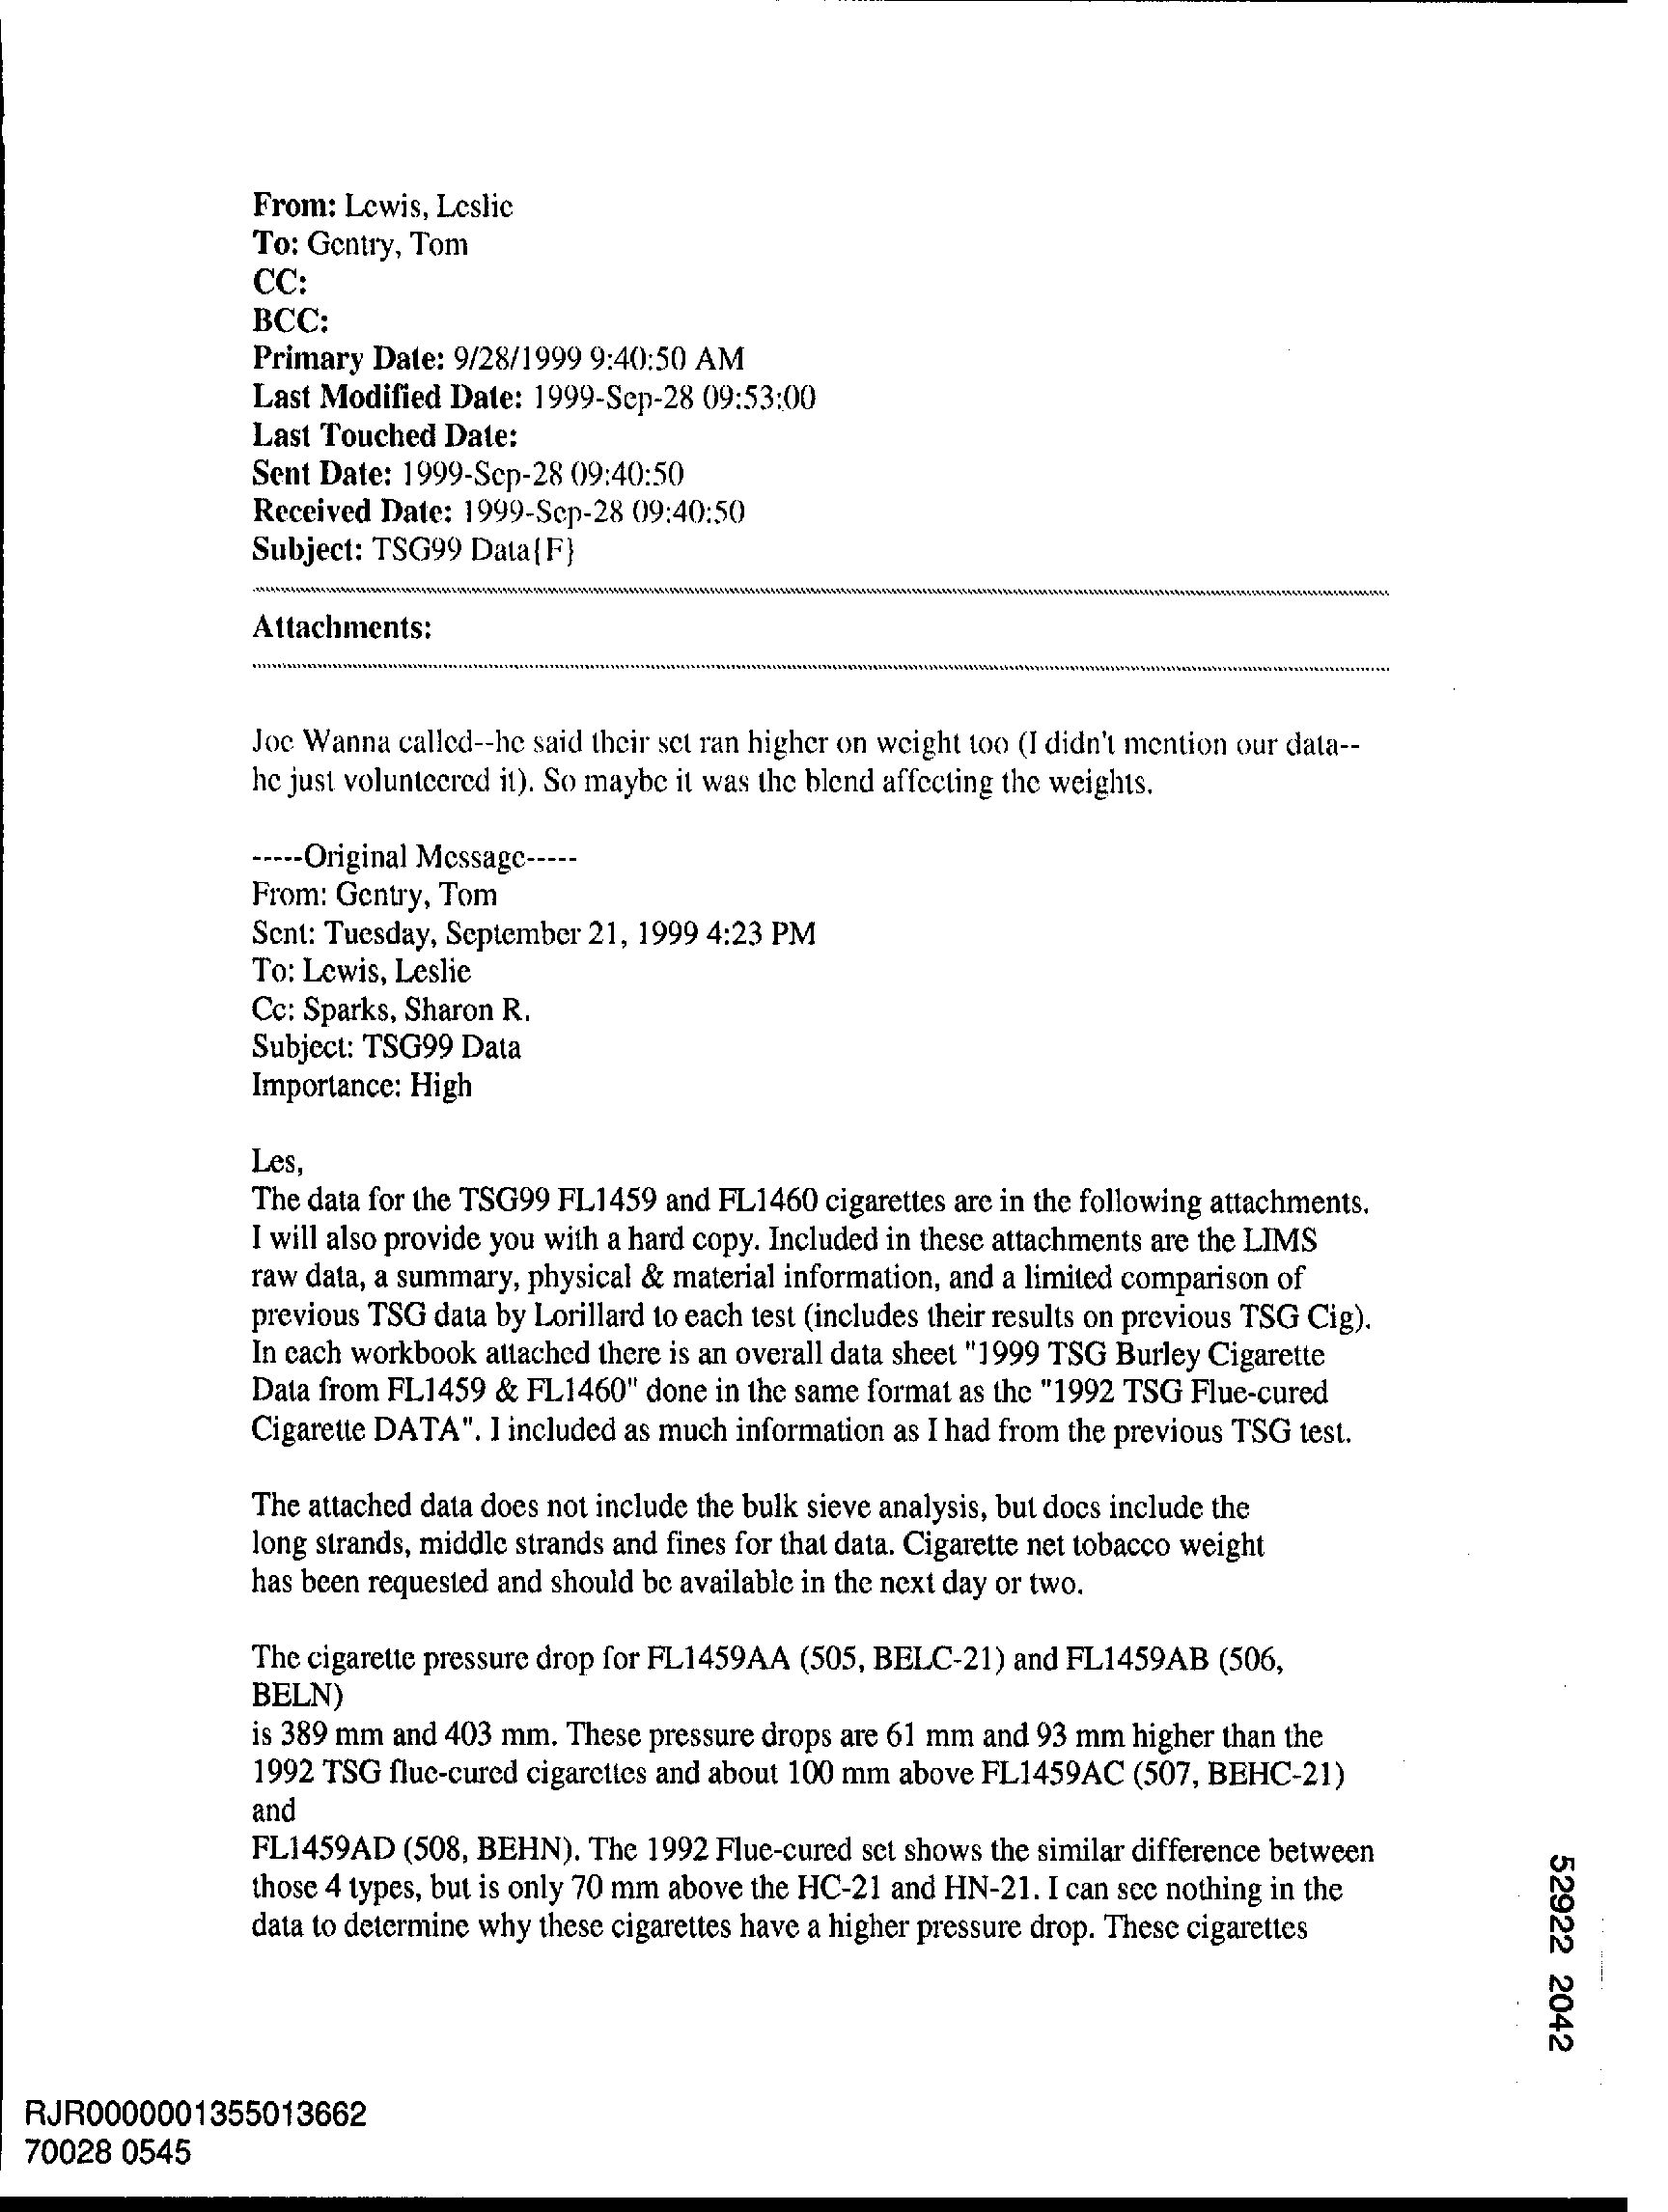 From: Lewis, Leslie
To: Gentry, Tom
CC:
BCC:
Primary Date: 9/28/1999 9:40:50 AM
Last Modified Date: 1999-Sep-28 09:53:00
Last Touched Date:
Sent Date: 1999-Sep-28 09:40:50
Received Date: 1999-Sep-28 09:40:50
Subject: TSG99 Data{F}
Attachments:
Joe Wanna called--he said their set ran higher on weight too (I didn't mention our data--
he just volunteered it). So maybe it was the blend affecting the weights.
-----Original Message-----
From: Gentry, Tom
Sent: Tuesday, September 21, 1999 4:23 PM
To: Lewis, Leslie
Cc: Sparks, Sharon R.
Subject: TSG99 Data
Importance: High
Les,
The data for the TSG99 FL1459 and FL1460 cigarettes are in the following attachments.
I will also provide you with a hard copy. Included in these attachments are the LIMS
raw data, a summary, physical & material information, and a limited comparison of
previous TSG data by Lorillard to each test (includes their results on previous TSG Cig).
In each workbook attached there is an overall data sheet "1999 TSG Burley Cigarette
Data from FL1459 & FL1460" done in the same format as the "1992 TSG Flue-cured
Cigarette DATA". I included as much information as I had from the previous TSG test.
The attached data does not include the bulk sieve analysis, but does include the
long strands, middle strands and fines for that data. Cigarette net tobacco weight
has been requested and should be available in the next day or two.
The cigarette pressure drop for FL1459AA (505, BELC-21) and FL1459AB (506,
BELN)
is 389 mm and 403 mm. These pressure drops are 61 mm and 93 mm higher than the
1992 TSG flue-cured cigarettes and about 100 mm above FL1459AC (507, BEHC-21)
and
FL1459AD (508, BEHN). The 1992 Flue-cured set shows the similar difference between
those 4 types, but is only 70 mm above the HC-21 and HN-21. I can see nothing in the
data to determine why these cigarettes have a higher pressure drop. These cigarettes
52922 2042
RJR0000001355013662
70028 0545